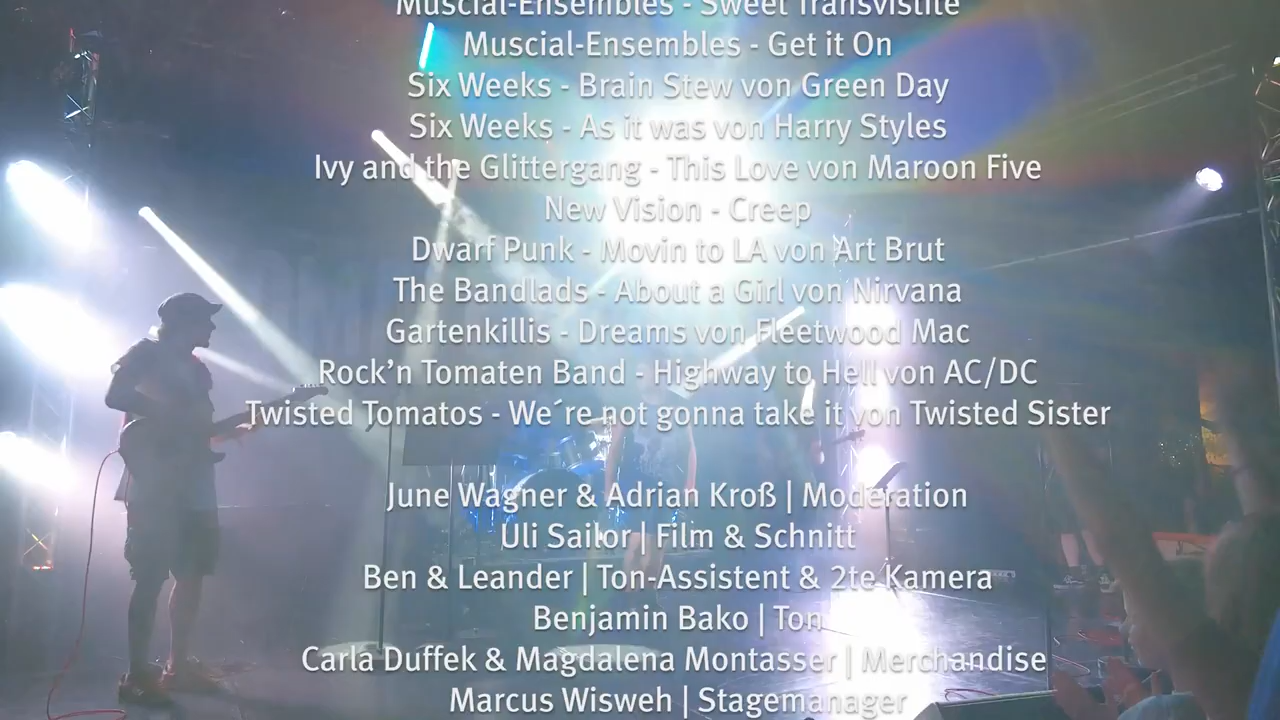 Muscial-Ensembles - Sweet Transvistite
Muscial-Ensembles - Get it On
Six Weeks - Brain Stew von Green Day
Six Weeks - As it was von Harry Styles
Ivy and the Glittergang - This Love von Maroon Five
New Vision - Creep
Dwarf Punk - Movin to LA von Art Brut
The Bandlads - About a Girl von Nirvana
Gartenkillis - Dreams von Fleetwood Mac
Rock’n Tomaten Band - Highway to Hell von AC/DC
Twisted Tomatos - We´re not gonna take it von Twisted Sister
June Wagner & Adrian Kroß | Moderation
Uli Sailor | Film & Schnitt
Ben & Leander | Ton-Assistent & 2te Kamera
Benjamin Bako | Ton
Carla Duffek & Magdalena Montasser | Merchandise
Marcus Wisweh | Stagemanager